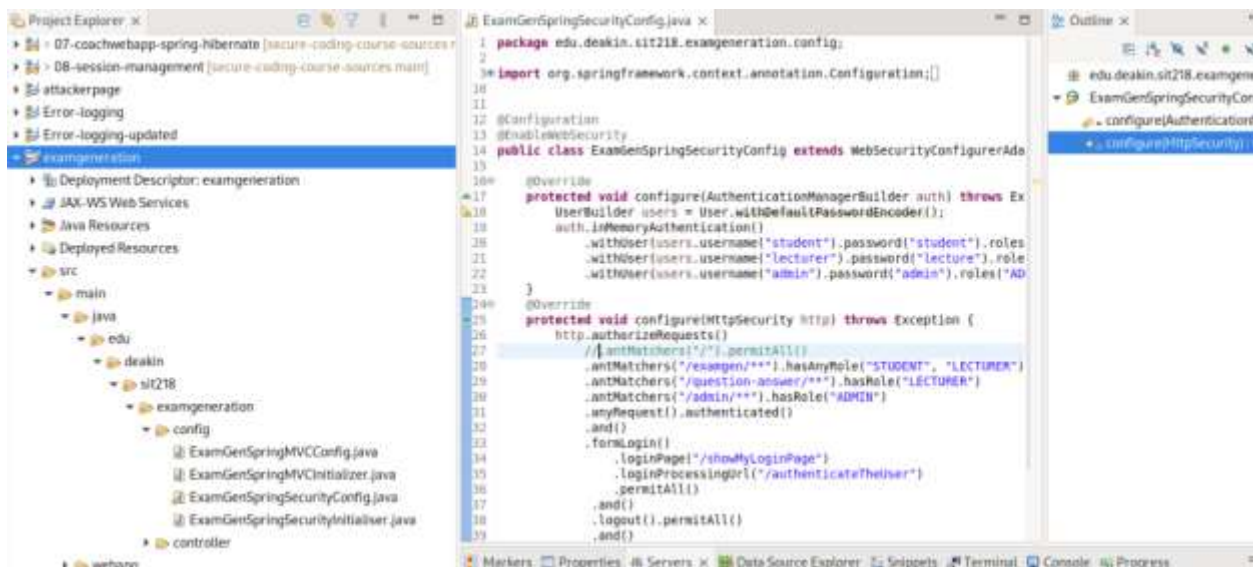 Project Explorer
07-coachwebapp-spring-hibernate [secure-coding-course-sources
08-session-management [secure-coding-course-sources main]
attackerpage
Error-logging
Error-logging-updated
examgeneration
Deployment Descriptor: examgeneration
JAX-WS Web Services
Java Resources
Deployed Resources
src
main
java
edu
deakin
sit218
examgeneration
config
ExamGenSpringMVCConfig.java
ExamGenSpringMVCInitializer.java
ExamGenSpringSecurityConfig.java
ExamGenSpringSecurityInitialiser.java
controller
webapp
ExamGenSpringSecurityConfig.java
1 package edu.deakin.sit218.examgeneration.config;
2
3 import org.springframework.context.annotation.Configuration;
10
11
12 @Configuration
13 @EnableWebSecurity
14 public class ExamGenSpringSecurityConfig extends WebSecurityConfigurerAda
16 @Override
17 protected void configure(AuthenticationManagerBuilder auth) throws Ex
18 UserBuilder users = User.withDefaultPasswordEncoder();
19 auth.inMemoryAuthentication()
20 .withUser(users.username("student").password("student").roles
21 .withUser(users.username("lecturer").password("lecture").role
22 .withUser(users.username("admin").password("admin").roles("AD
23 }
24 @Override
25 protected void configure(HttpSecurity http) throws Exception {
26 http.authorizeRequests()
27 //.antMatchers("/").permitAll()
28 .antMatchers("/examgen/**").hasAnyRole("STUDENT", "LECTURER")
29 .antMatchers("/question-answer/**").hasRole("LECTURER")
30 .antMatchers("/admin/**").hasRole("ADMIN")
31 .anyRequest().authenticated()
32 .and()
33 .formLogin()
34 .loginPage("/showMyLoginPage")
35 .loginProcessingUrl("/authenticateTheUser")
36 .permitAll()
37 .and()
38 .logout().permitAll()
39 .and()
Outline
edu.deakin.sit218.examgene
ExamGenSpringSecurityCon
configure(Authentication
configure(HttpSecurity) :
Markers Properties Servers Data Source Explorer Snippets Terminal Console Progress